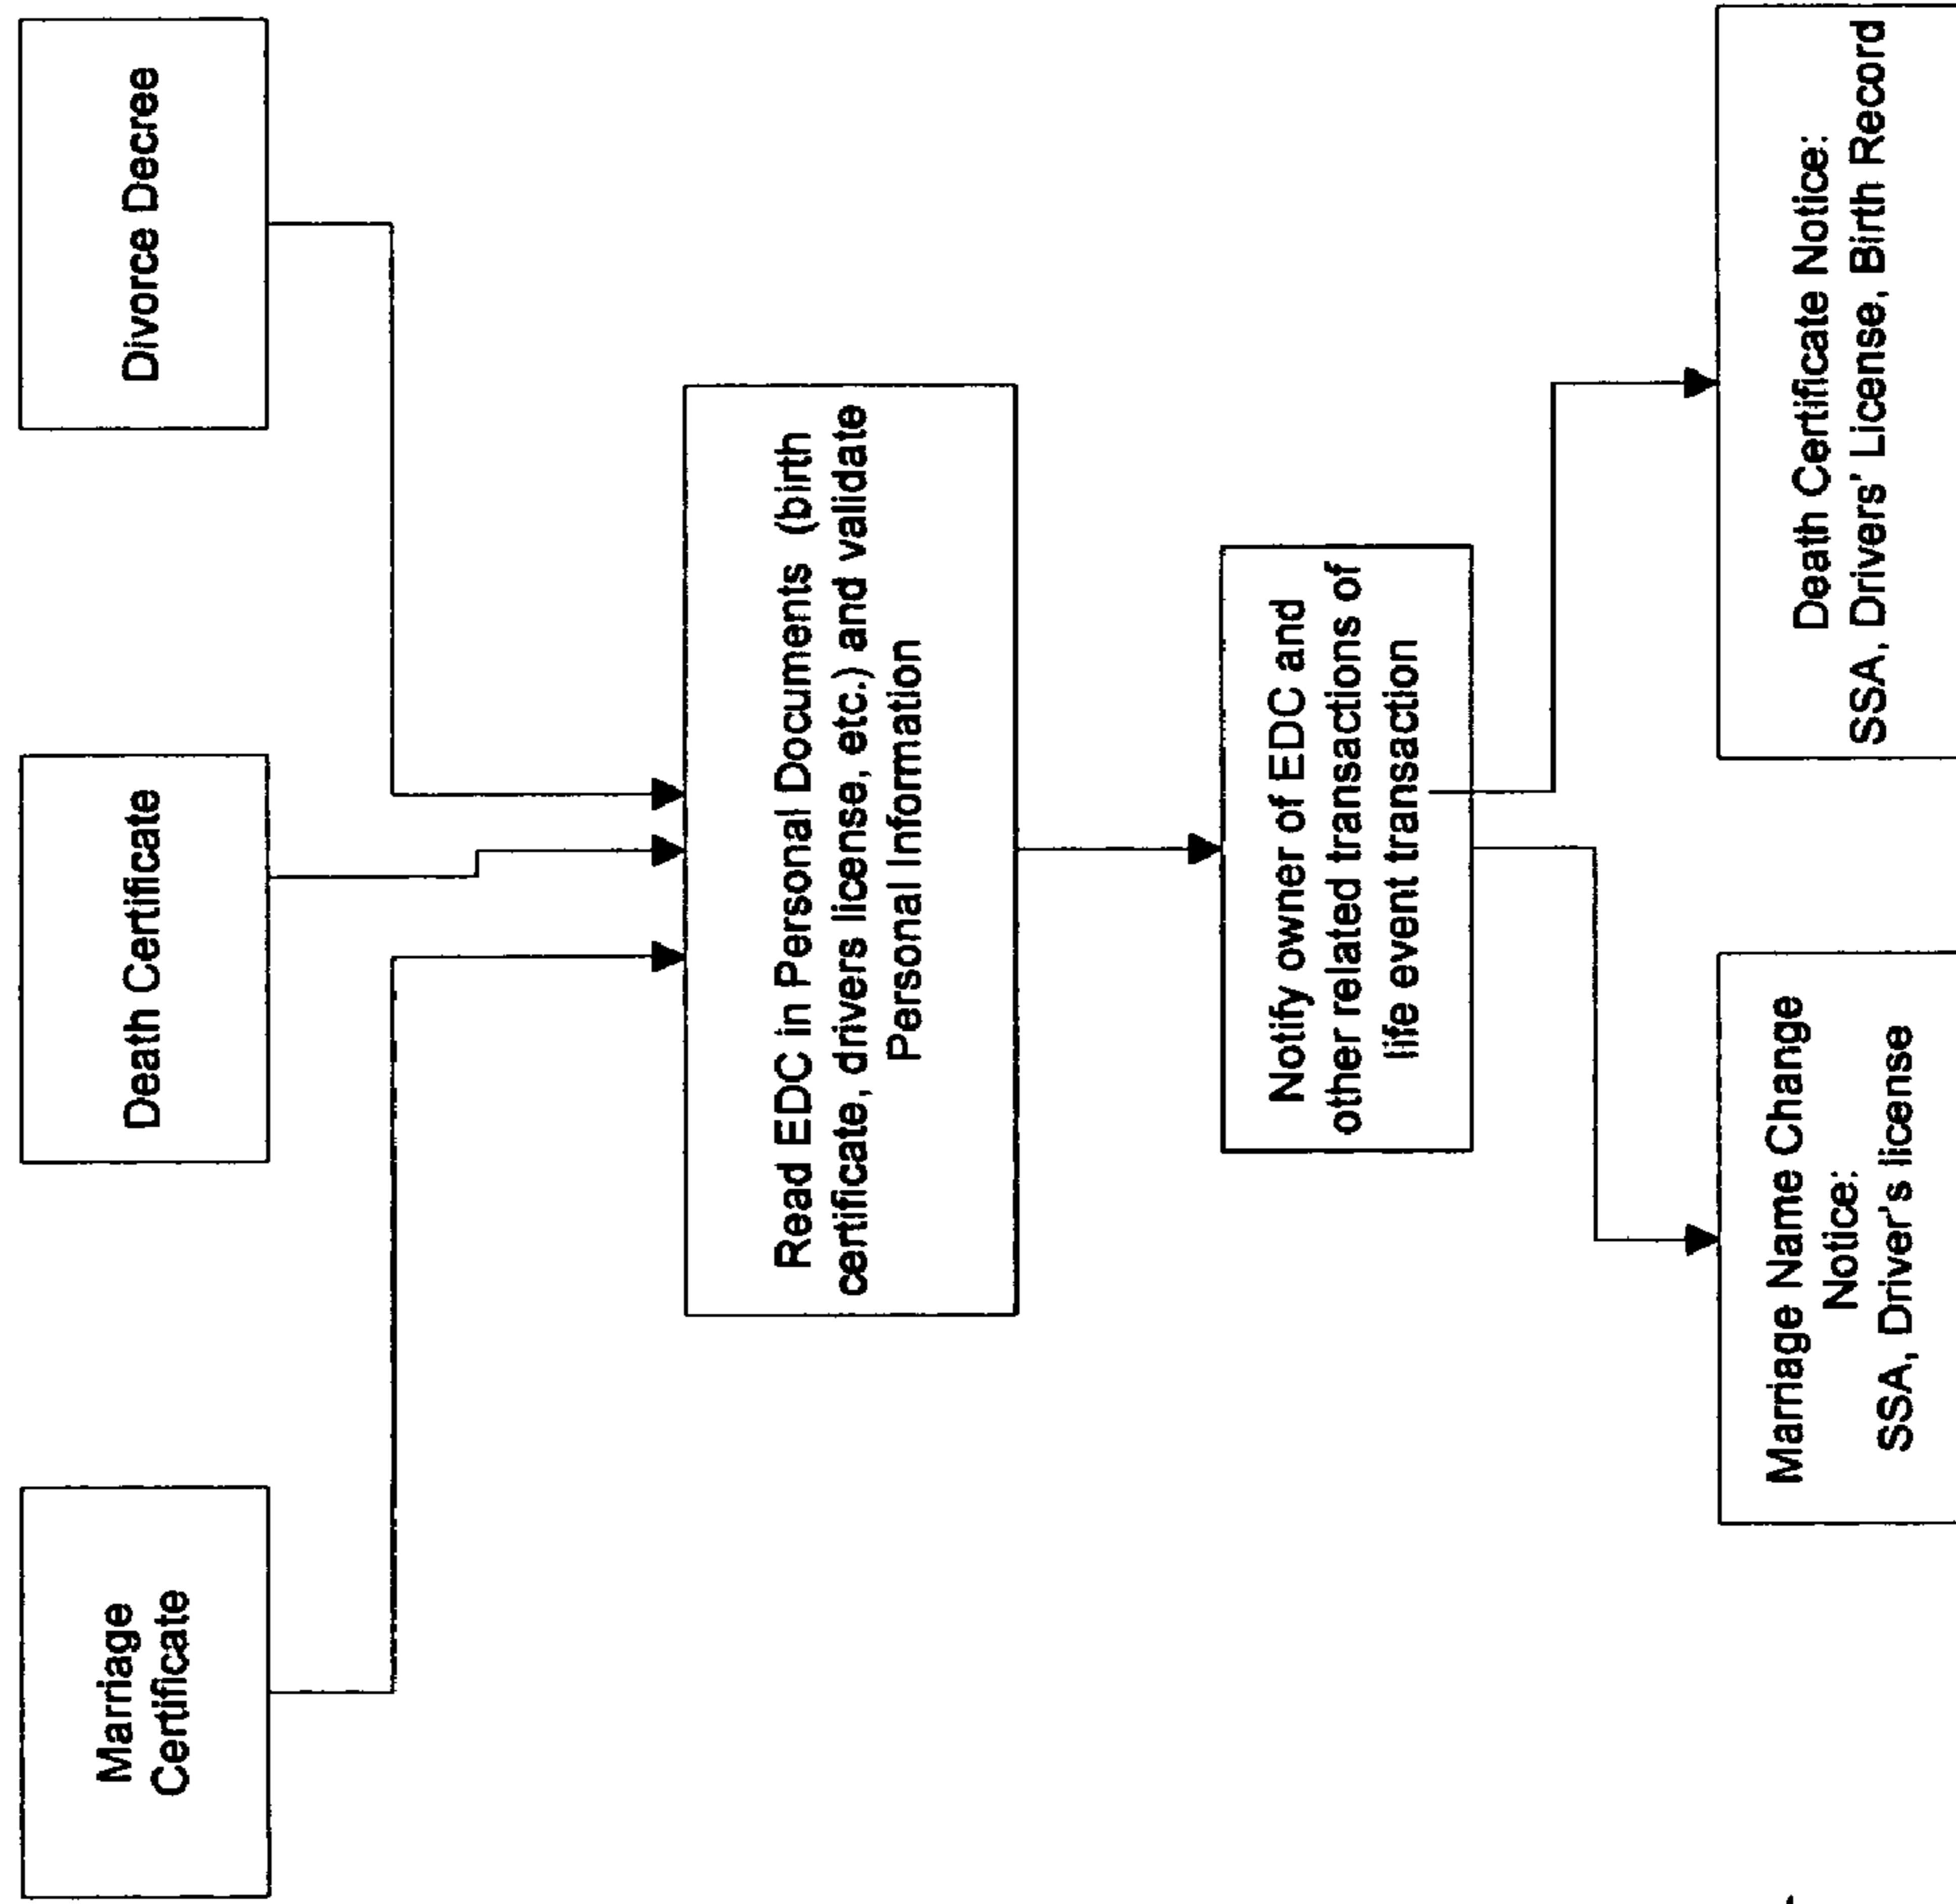 Marriage
Certificate
Death Certificate
Divorce Decree
Read EDC in Personal Documents (birth
certificate, drivers license, etc.) and validate
Personal Information
Notify owner of EDC and
other related transactions of
life event transaction
Marriage Name Change
Notice:
SSA, Driver's license
Death Certificate Notice:
SSA, Drivers' License, Birth Record